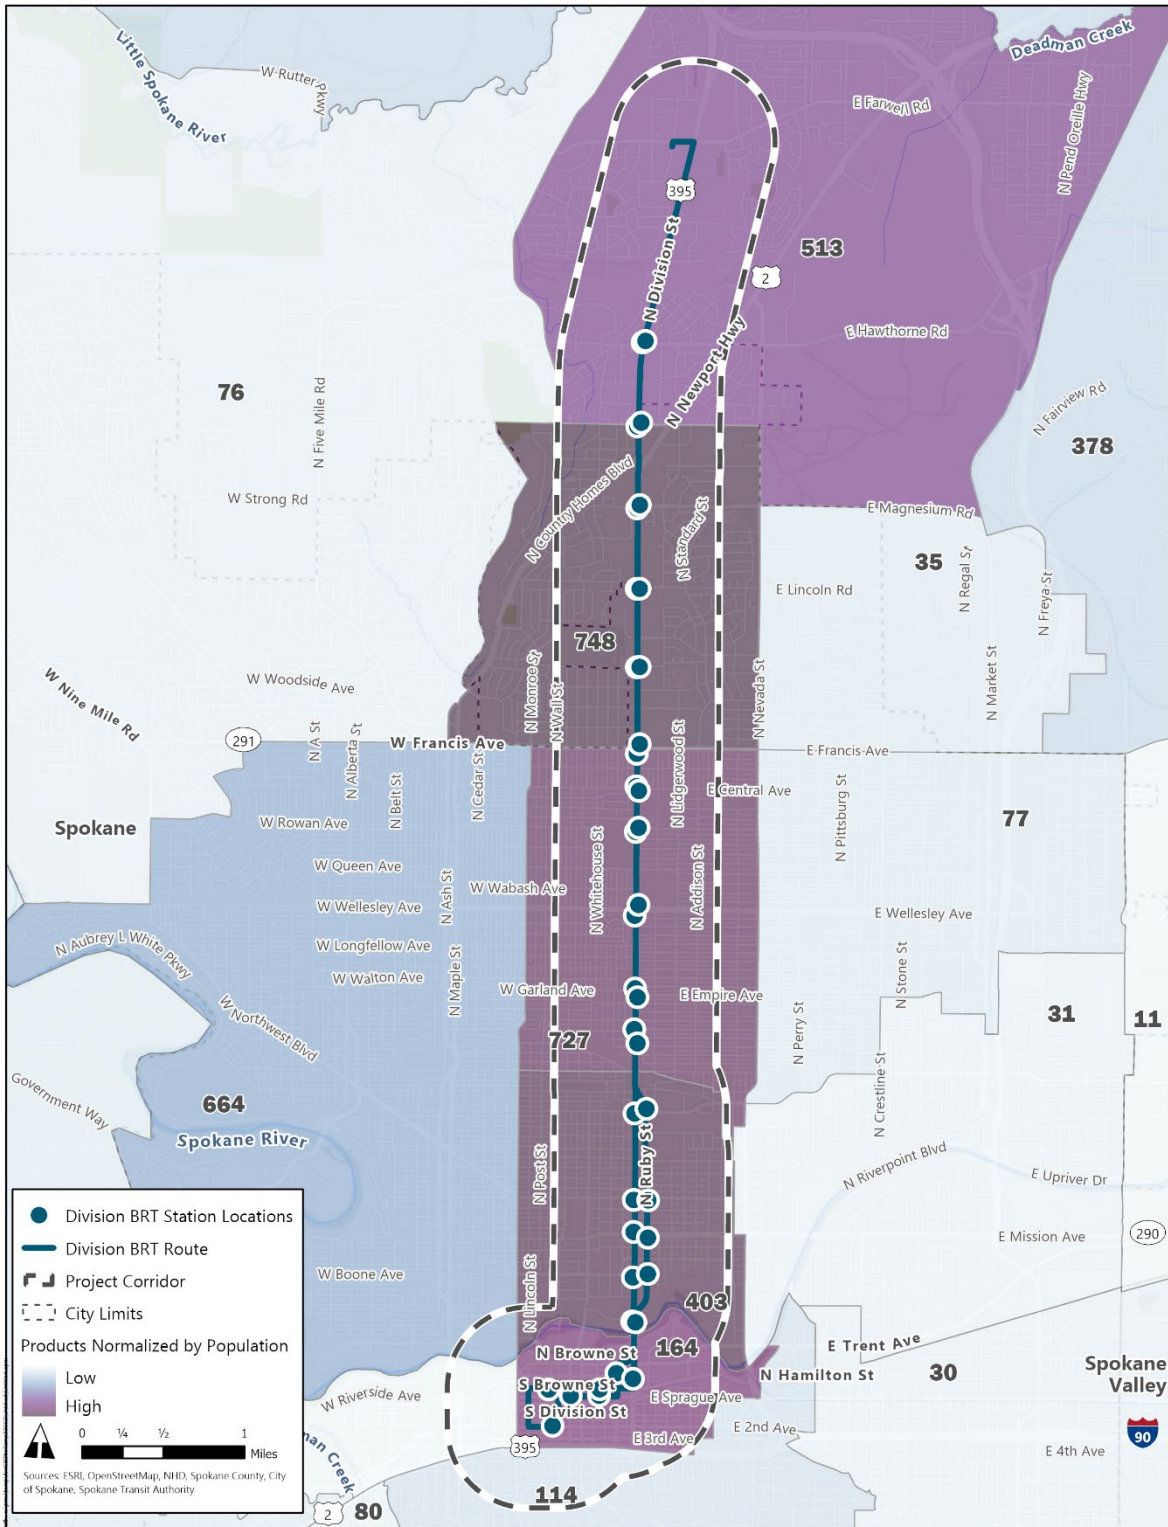 Little Spokane River
W Rutter Pkwy
Deadman Creek
E Farwell Rd
N Pend Oreille Hwy
395
N Division St
513
2
E Hawthorne Rd
N Newport Hwy
76
N Five Mile Rd
N Fairview Rd
378
W Strong Rd
N Country Homes Blvd
N Standard St
E Magnesium Rd
35
N Regal St
E Lincoln Rd
N Freya St
748
N Monroe St
N Wall St
N Nevada St
N Market St
W Woodside Ave
W Nine Mile Rd
291
N A St
N Alberta St
W Francis Ave
E Francis Ave
N Belt St
N Cedar St
N Lidgerwood St
E Central Ave
N Pittsburg St
Spokane
W Rowan Ave
77
W Queen Ave
N Whitehouse St
N Addison St
W Wabash Ave
N Ash St
W Wellesley Ave
E Wellesley Ave
N Aubrey L White Pkwy
W Longfellow Ave
N Stone St
W Walton Ave
N Maple St
W Garland Ave
E Empire Ave
W Northwest Blvd
727
N Perry St
31
11
Government Way
664
N Crestline St
Spokane River
N Ruby St
N Post St
N Riverpoint Blvd
E Upriver Dr
290
E Mission Ave
W Boone Ave
N Lincoln St
403
164
E Trent Ave
N Browne St
N Hamilton St
30
Spokane
Valley
W Riverside Ave
S Browne St
E Sprague Ave
S Division St
E 2nd Ave
E 3rd Ave
90
E 4th Ave
395
man Creek
114
2
80
Division BRT Station Locations
Division BRT Route
Project Corridor
City Limits
Products Normalized by Population
Low
High
0 ¼ ½ 1
Miles
Sources: ESRI, OpenStreetMap, NHD, Spokane County, City
of Spokane, Spokane Transit Authority